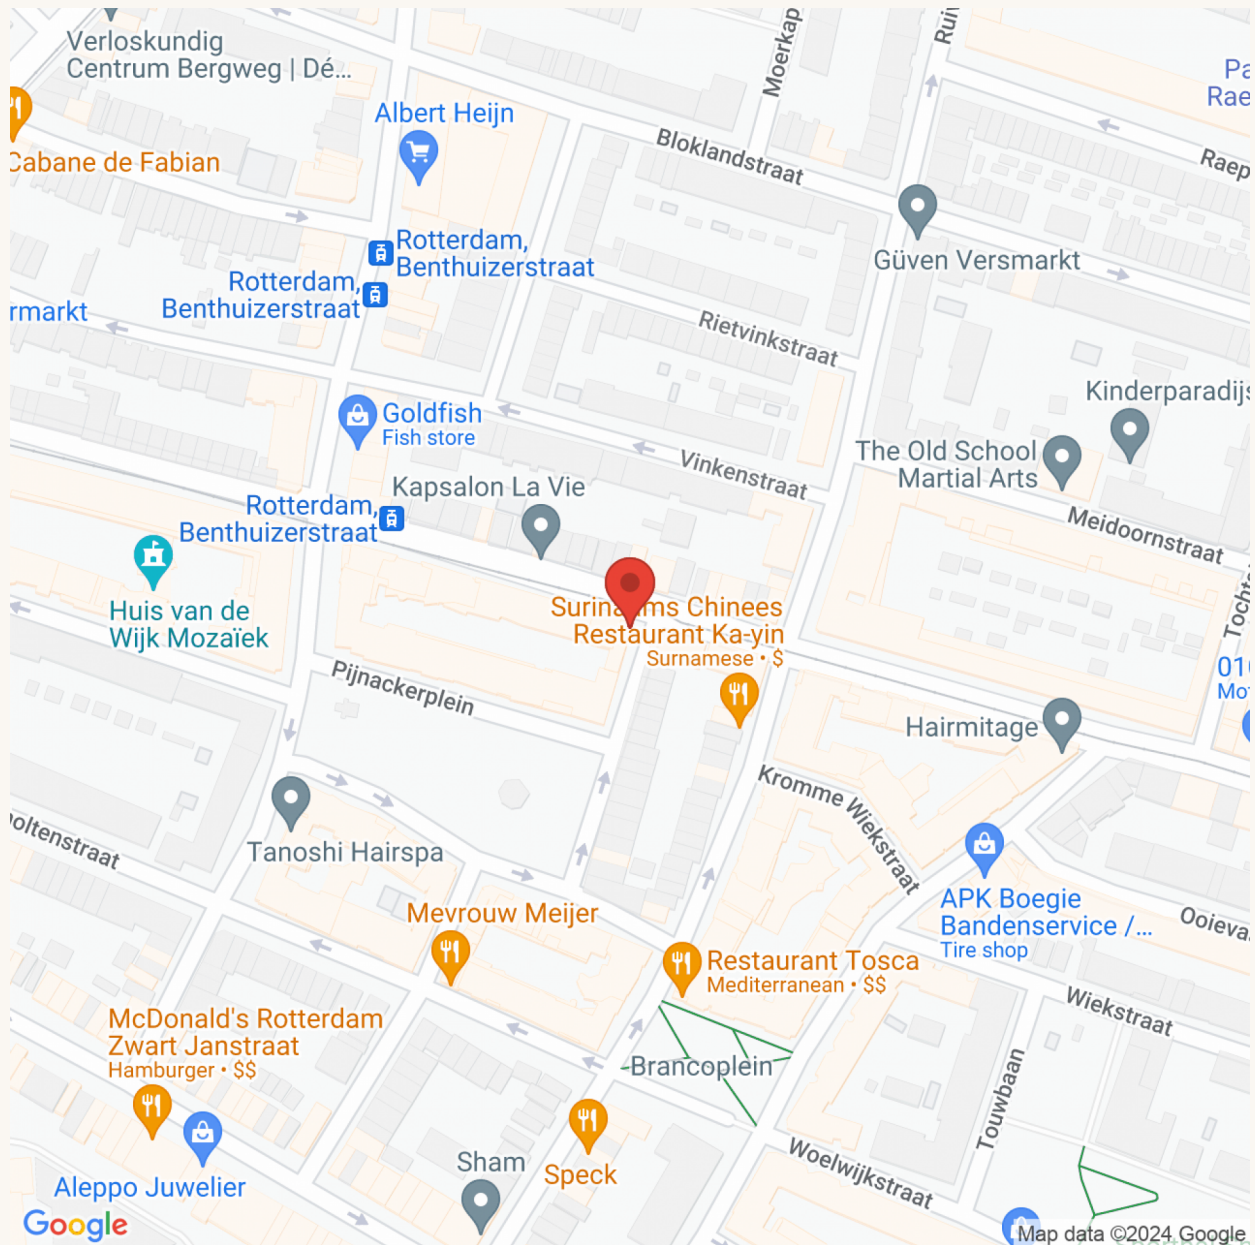 Verloskundig
Centrum Bergweg | Dé...
Moerkap
Albert Heijn
Cabane de Fabian
Bloklandstraat
Raep
Güven Versmarkt
Rotterdam,
Benthuizerstraat
Rotterdam,
Benthuizerstraat
rmarkt
Rietvinkstraat
Kinderparadijs
Goldfish
Fish store
The Old School
Martial Arts
Vinkenstraat
Kapsalon La Vie
Rotterdam,
Benthuizerstraat
Meidoornstraat
Huis van de
Wijk Mozaïek
Surinaams Chinees
Restaurant Ka-yin
Surnamese • $
Pijnackerplein
Hairmitage
Kromme Wiekstraat
Tanoshi Hairspa
oltenstraat
APK Boegie
Bandenservice /...
Tire shop
Mevrouw Meijer
Restaurant Tosca
Mediterranean • $$
Wiekstraat
McDonald's Rotterdam
Zwart Janstraat
Hamburger • $$
Brancoplein
Touwbaan
Aleppo Juwelier
Sham
Speck
Woelwijkstraat
Google
Map data ©2024 Google